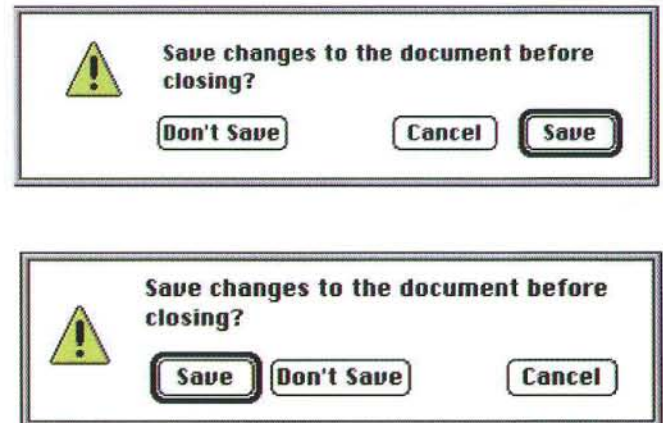 Save changes to the document before
closing?
Don't Save Cancel Save
Save changes to the document before
closing?
Save Don't Save Cancel